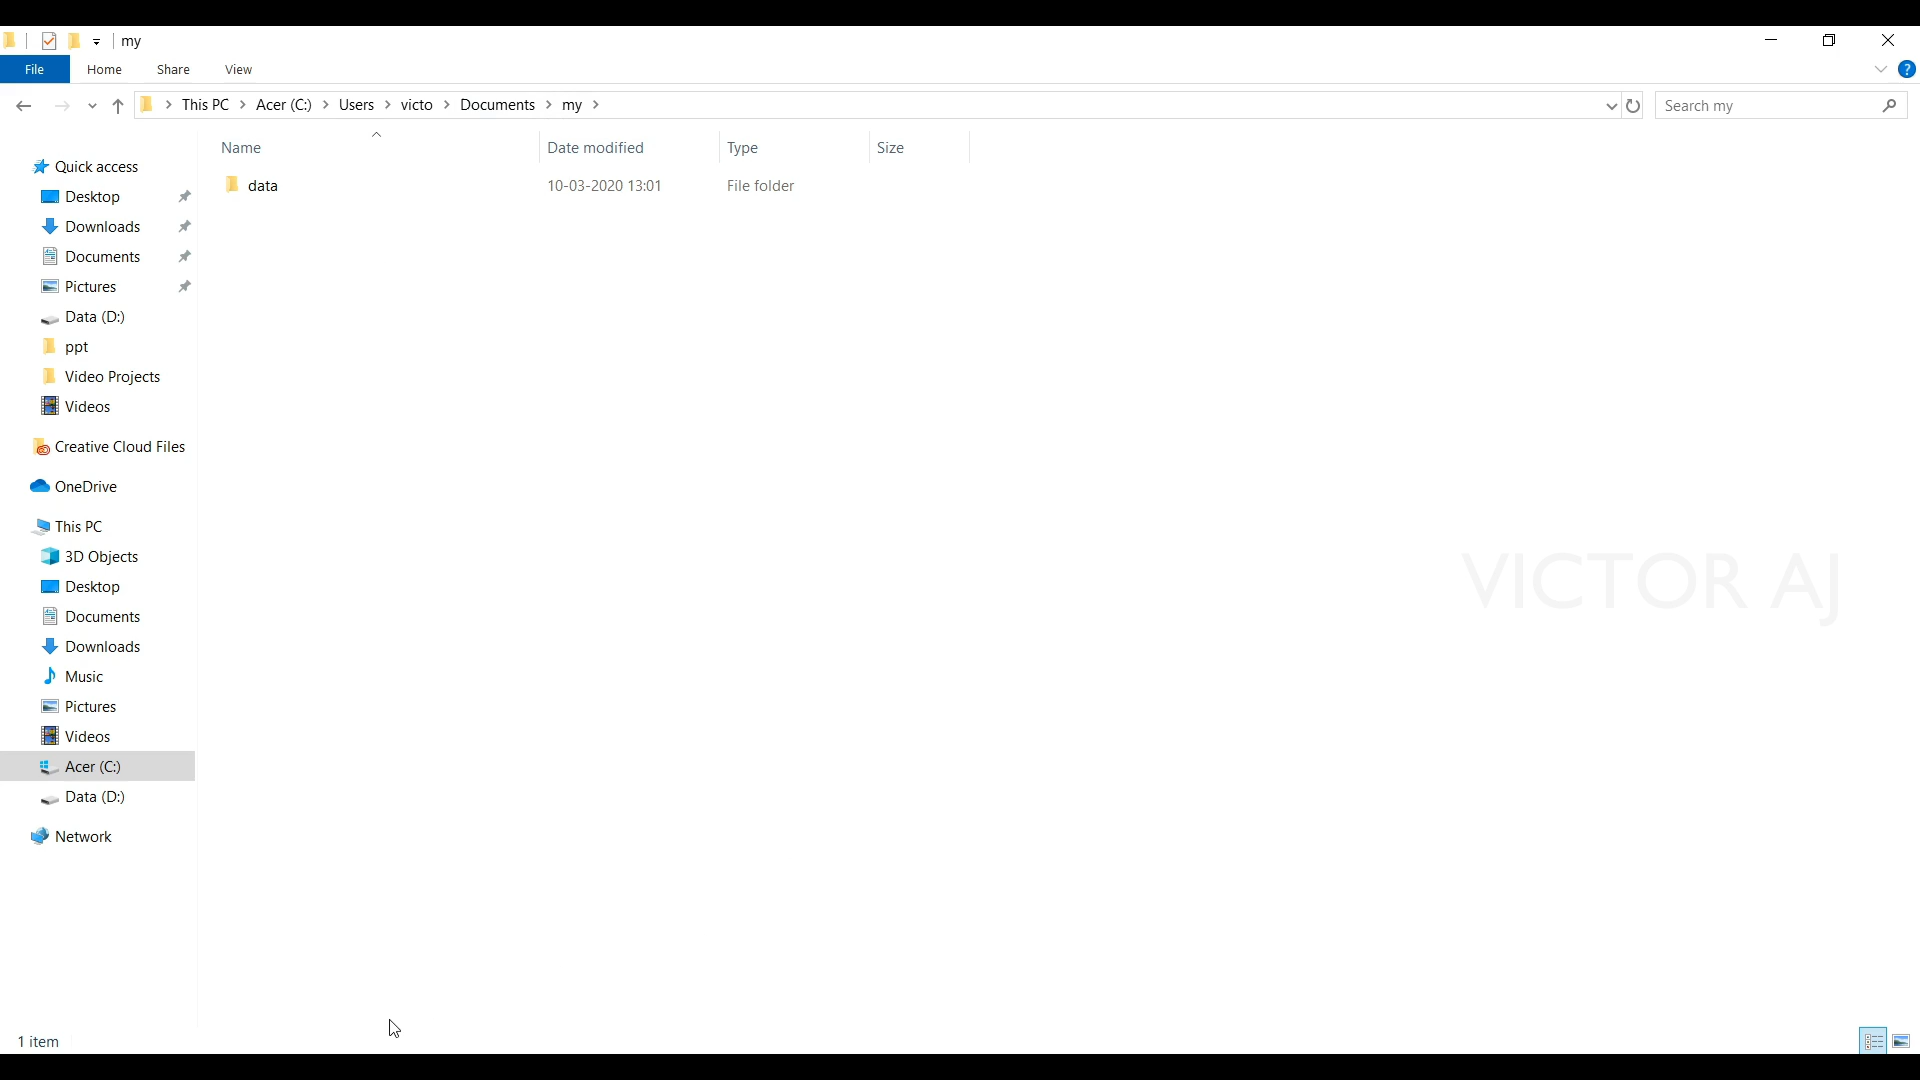 my
File Home Share View
This PC > Acer (C:) > Users > victo > Documents > my >
Search my
Name Date modified Type Size
data 10-03-2020 13:01 File folder
Quick access
Desktop
Downloads
Documents
Pictures
Data (D:)
ppt
Video Projects
Videos
Creative Cloud Files
OneDrive
This PC
3D Objects
Desktop
Documents
Downloads
Music
Pictures
Videos
Acer (C:)
Data (D:)
Network
VICTOR AJ
1 item